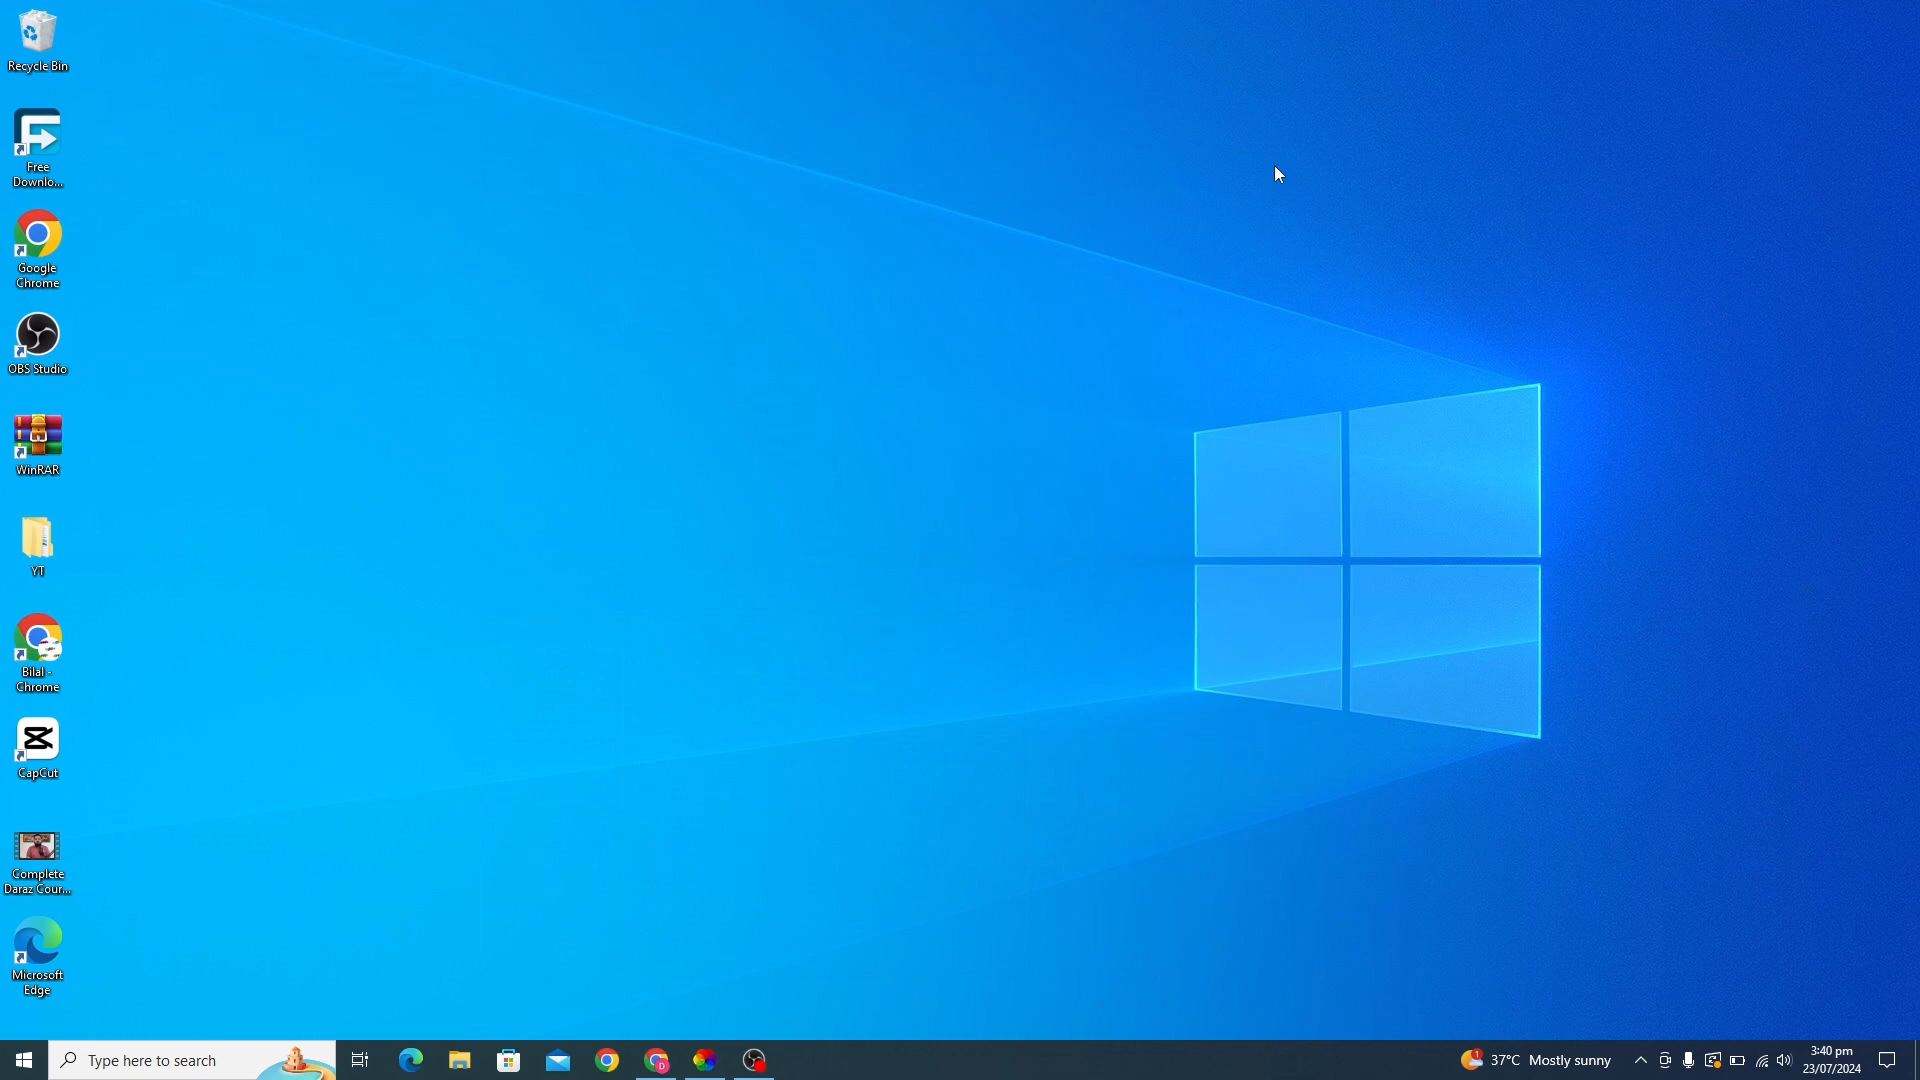 Recycle Bin
Free
Downlo...
Google
Chrome
OBS Studio
WinRAR
YT
Bilal -
Chrome
CapCut
Complete
Daraz Cour...
Microsoft
Edge
Type here to search
D
1
37°C Mostly sunny
3:40 pm
23/07/2024